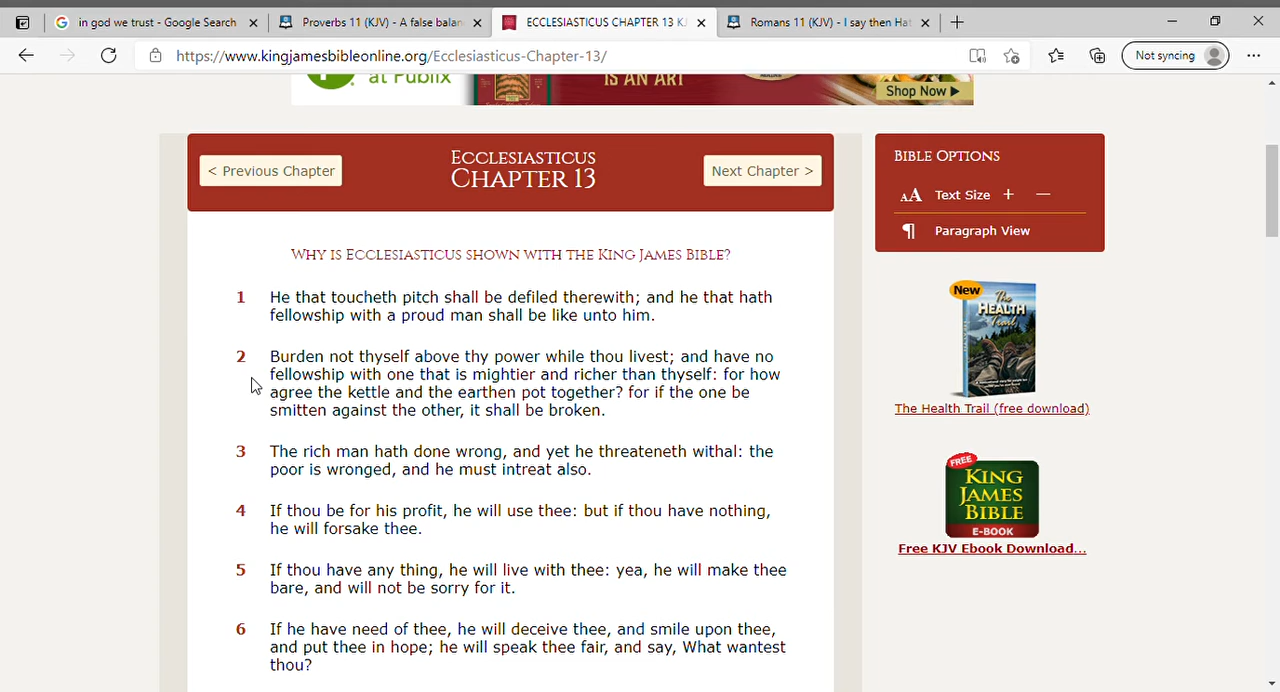 in god we trust - Google Search
Proverbs 11 (KJV) - A false balan
ECCLESIASTICUS CHAPTER 13 KJ
Romans 11 (KJV) - I say then Hat
https://www.kingjamesbibleonline.org/Ecclesiasticus-Chapter-13/
Not syncing
at Publix
IS AN ART
Shop Now
< Previous Chapter
ECCLESIASTICUS
CHAPTER 13
Next Chapter >
WHY IS ECCLESIASTICUS SHOWN WITH THE KING JAMES BIBLE?
1 He that toucheth pitch shall be defiled therewith; and he that hath
fellowship with a proud man shall be like unto him.
2 Burden not thyself above thy power while thou livest; and have no
fellowship with one that is mightier and richer than thyself: for how
agree the kettle and the earthen pot together? for if the one be
smitten against the other, it shall be broken.
3 The rich man hath done wrong, and yet he threateneth withal: the
poor is wronged, and he must intreat also.
4 If thou be for his profit, he will use thee: but if thou have nothing,
he will forsake thee.
5 If thou have any thing, he will live with thee: yea, he will make thee
bare, and will not be sorry for it.
6 If he have need of thee, he will deceive thee, and smile upon thee,
and put thee in hope; he will speak thee fair, and say, What wantest
thou?
BIBLE OPTIONS
AA Text Size + —
¶ Paragraph View
New
The
HEALTH
Trail
The Health Trail (free download)
FREE
KING
JAMES
BIBLE
E-BOOK
Free KJV Ebook Download...